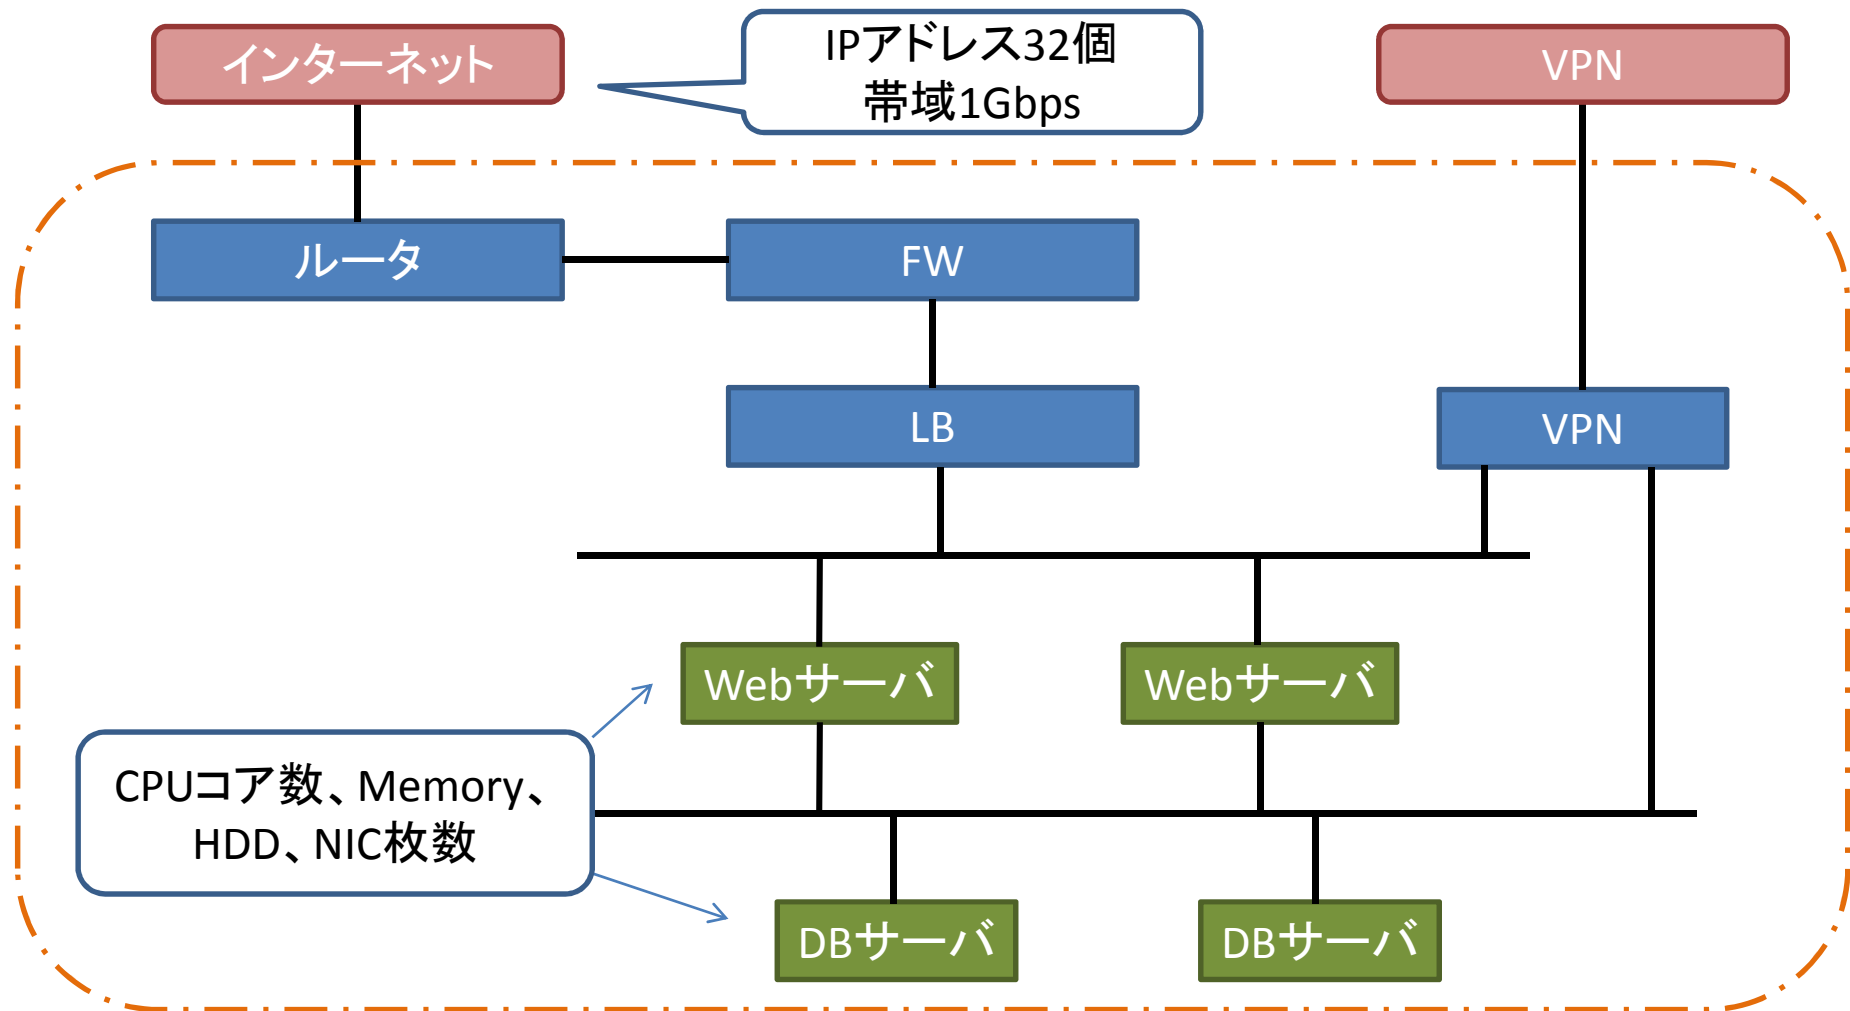 インターネット
IPアドレス32個
帯域1Gbps
VPN
ルータ
FW
LB
VPN
Webサーバ
Webサーバ
CPUコア数、Memory、
HDD、NIC枚数
DBサーバ
DBサーバ